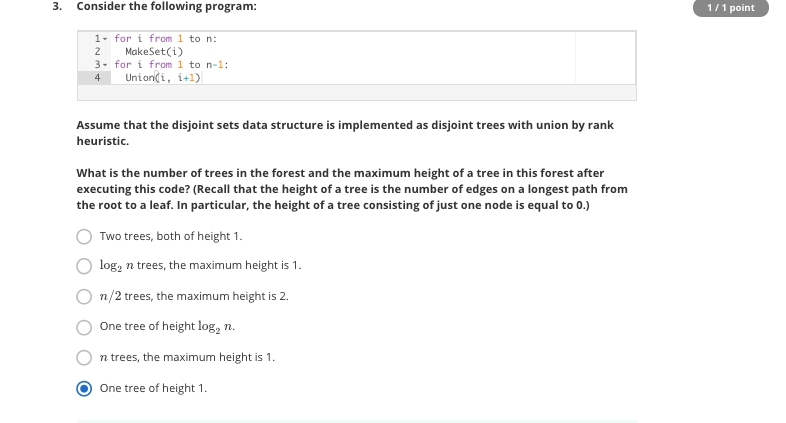 3. Consider the following program:
1 / 1 point
1 for i from 1 to n:
2 MakeSet(i)
3 for i from 1 to n-1:
4 Union(i, i+1)
Assume that the disjoint sets data structure is implemented as disjoint trees with union by rank
heuristic.
What is the number of trees in the forest and the maximum height of a tree in this forest after
executing this code? (Recall that the height of a tree is the number of edges on a longest path from
the root to a leaf. In particular, the height of a tree consisting of just one node is equal to 0.)
Two trees, both of height 1.
log₂ n trees, the maximum height is 1.
n/2 trees, the maximum height is 2.
One tree of height log₂ n.
n trees, the maximum height is 1.
One tree of height 1.